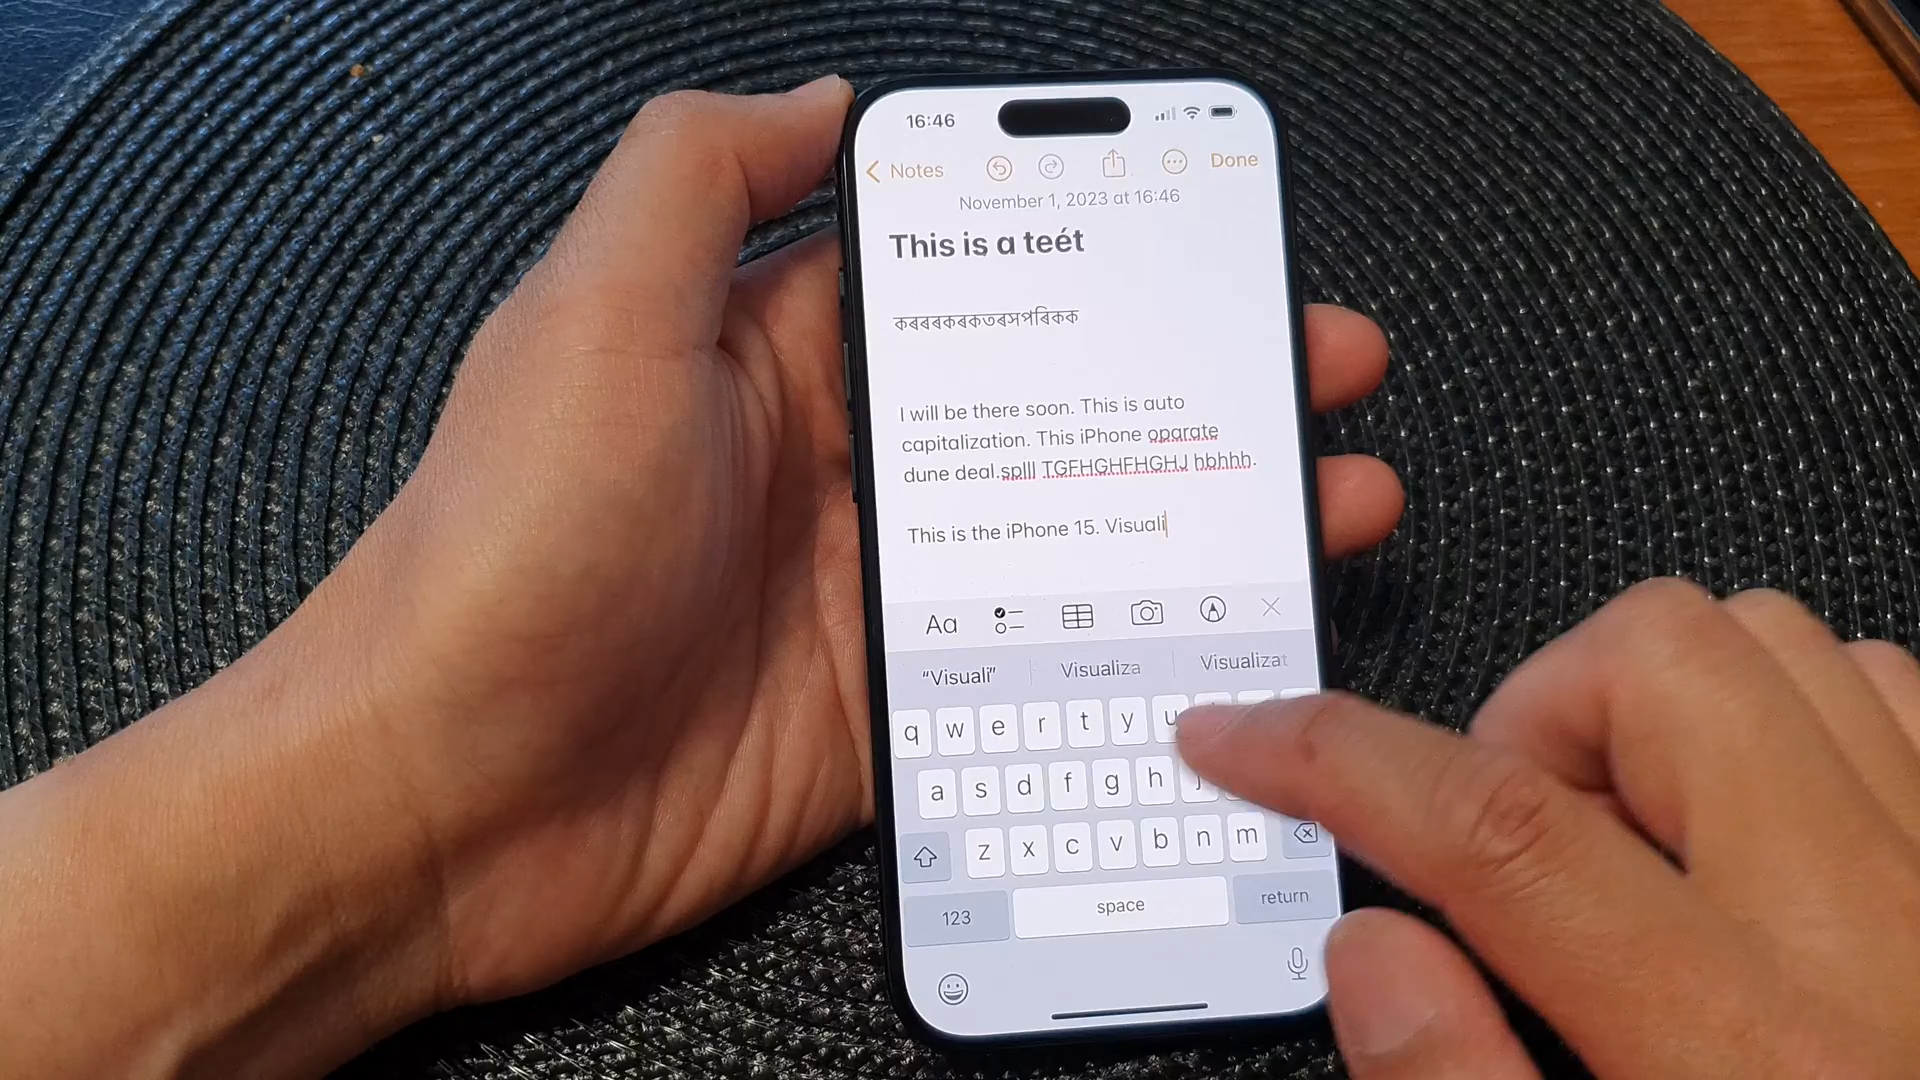 16:46
Notes
Done
November 1, 2023 at 16:46
This is a teét
কৰৰৰকৰকতৰসপৰিকক
I will be there soon. This is auto
capitalization. This iPhone oparate
dune deal.splll TGFHGHFHGHJ hbhhh.
This is the iPhone 15. Visuali
Aa
"Visuali" Visualiza Visualizat
q w e r t y u
a s d f g h j
z x c v b n m
123 space return